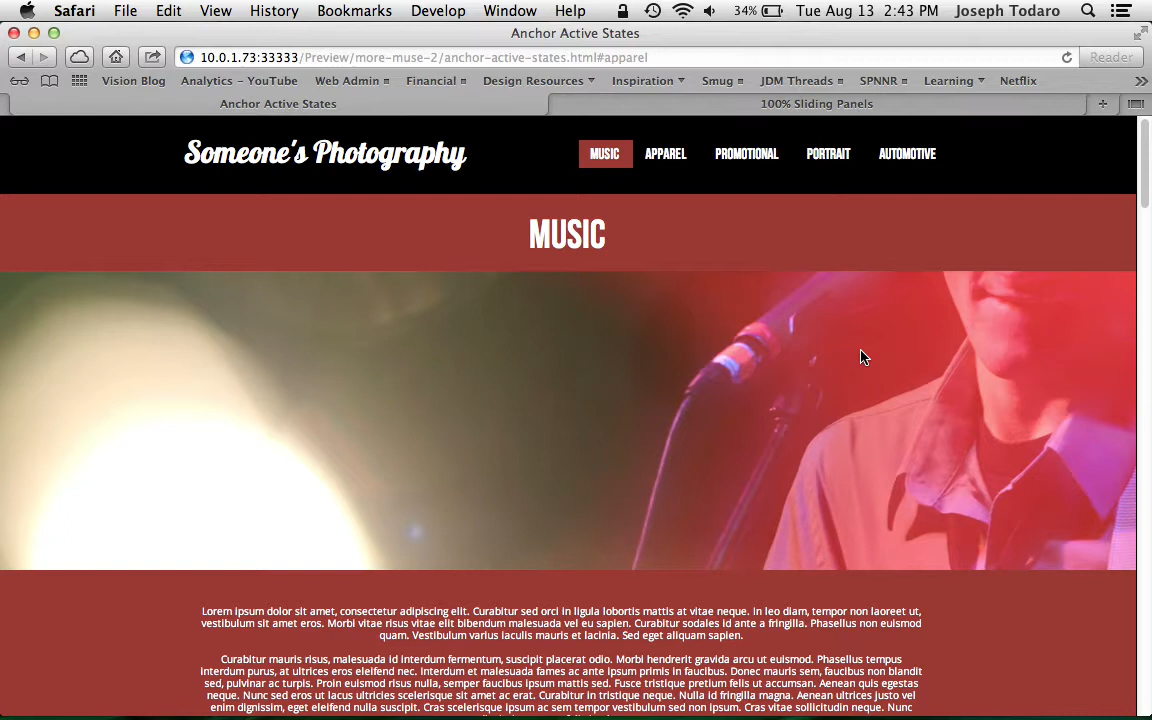 Safari File Edit View History Bookmarks Develop Window Help 34% Tue Aug 13 2:43 PM Joseph Todaro
Anchor Active States
10.0.1.73:33333/Preview/more-muse-2/anchor-active-states.html#apparel Reader
Vision Blog Analytics - YouTube Web Admin Financial Design Resources Inspiration Smug JDM Threads SPNNR Learning Netflix
Anchor Active States 100% Sliding Panels
Someone's Photography MUSIC APPAREL PROMOTIONAL PORTRAIT AUTOMOTIVE
MUSIC
Lorem ipsum dolor sit amet, consectetur adipiscing elit. Curabitur sed orci in ligula lobortis mattis at vitae neque. In leo diam, tempor non laoreet ut,
vestibulum sit amet eros. Morbi vitae risus vitae elit bibendum malesuada vel eu sapien. Curabitur sodales id ante a fringilla. Phasellus non euismod
quam. Vestibulum varius iaculis mauris et lacinia. Sed eget aliquam sapien.
Curabitur mauris risus, malesuada id interdum fermentum, suscipit placerat odio. Morbi hendrerit gravida arcu ut euismod. Phasellus tempus
interdum purus, at ultrices eros eleifend nec. Interdum et malesuada fames ac ante ipsum primis in faucibus. Donec mauris sem, faucibus non blandit
sed, pulvinar ac turpis. Proin euismod risus nulla, semper faucibus ipsum mattis sed. Fusce tristique pretium felis ut accumsan. Aenean quis egestas
neque. Nunc sed eros ut lacus ultricies scelerisque sit amet ac erat. Curabitur in tristique neque. Nulla id fringilla magna. Aenean ultrices justo vel
enim dignissim, eget eleifend nulla suscipit. Cras scelerisque ipsum ac sem tempor vestibulum sed non ipsum. Cras vitae sollicitudin neque. Nunc